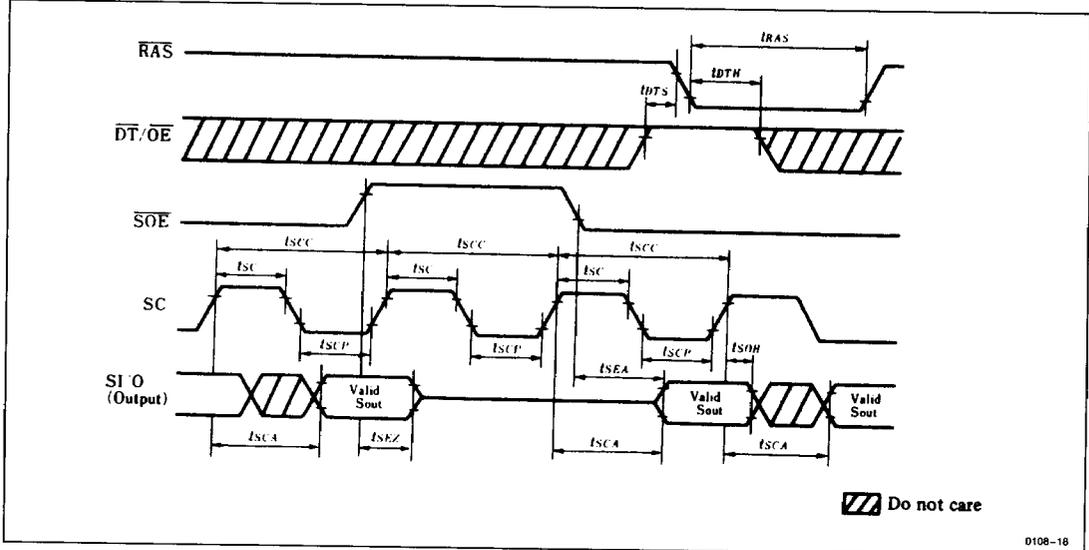 RAS
tRAS
tDTH
tDTS
DT/OE
SOE
tSCC tSCC tSCC
tSC tSC tSC
SC
tSCP tSCP tSCP
tSOH
tSEA
SI/O
(Output)
Valid
Sout
Valid
Sout
Valid
Sout
tSCA tSEZ tSCA tSCA
Do not care
0108-18